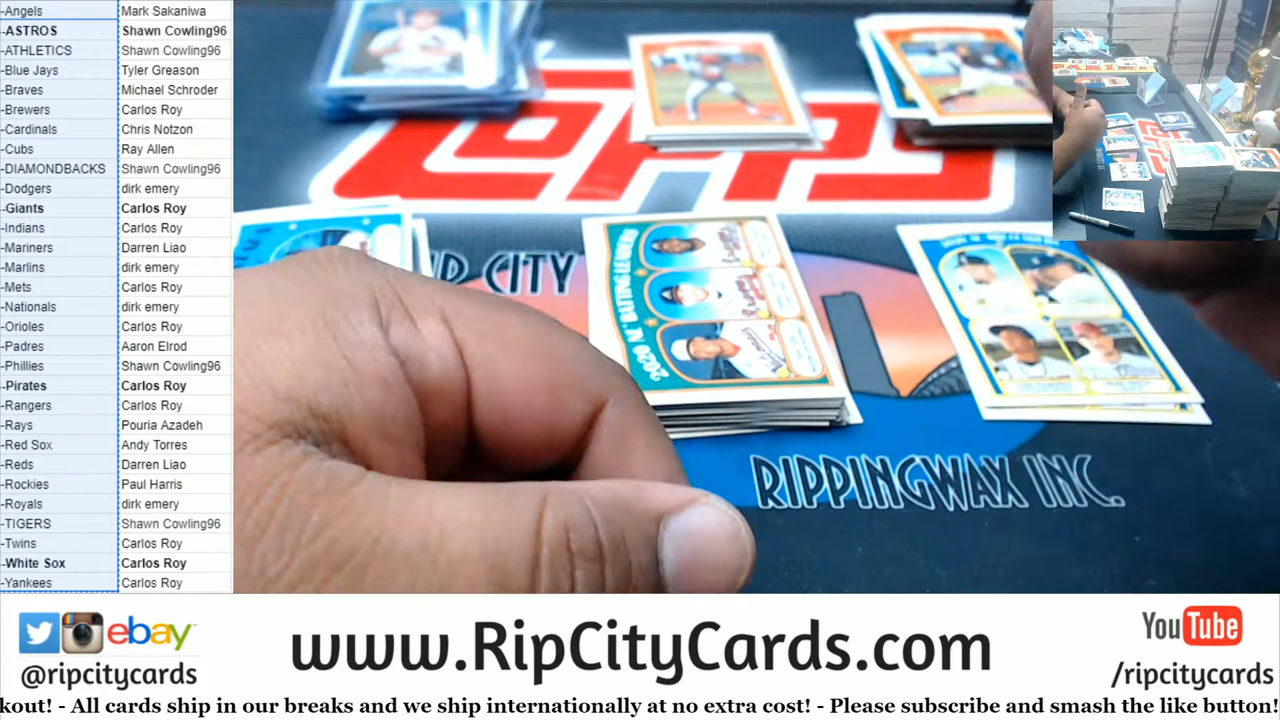 -Angels Mark Sakaniwa
-ASTROS Shawn Cowling96
-ATHLETICS Shawn Cowling96
-Blue Jays Tyler Greason
-Braves Michael Schroder
-Brewers Carlos Roy
-Cardinals Chris Notzon
-Cubs Ray Allen
-DIAMONDBACKS Shawn Cowling96
-Dodgers dirk emery
-Giants Carlos Roy
-Indians Carlos Roy
-Mariners Darren Liao
-Marlins dirk emery
-Mets Carlos Roy
-Nationals dirk emery
-Orioles Carlos Roy
-Padres Aaron Elrod
-Phillies Shawn Cowling96
-Pirates Carlos Roy
-Rangers Carlos Roy
-Rays Pouria Azadeh
-Red Sox Andy Torres
-Reds Darren Liao
-Rockies Paul Harris
-Royals dirk emery
-TIGERS Shawn Cowling96
-Twins Carlos Roy
-White Sox Carlos Roy
-Yankees Carlos Roy
topps
IP CITY
2020 NL BATTING LEADERS
RIPPINGWAX INC.
PANINI
ebay
@ripcitycards
www.RipCityCards.com
YouTube
/ripcitycards
kout! - All cards ship in our breaks and we ship internationally at no extra cost! - Please subscribe and smash the like button!